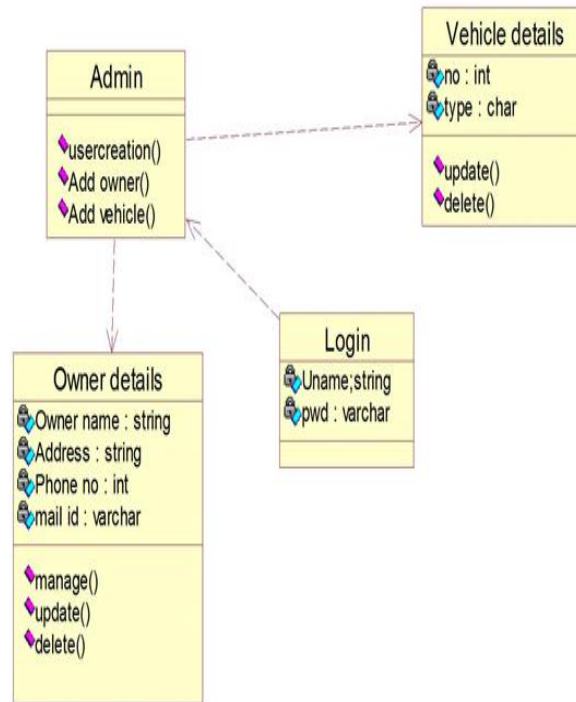 Admin
usercreation()
Add owner()
Add vehicle()
Vehicle details
no : int
type : char
update()
delete()
Login
Uname;string
pwd : varchar
Owner details
Owner name : string
Address : string
Phone no : int
mail id : varchar
manage()
update()
delete()